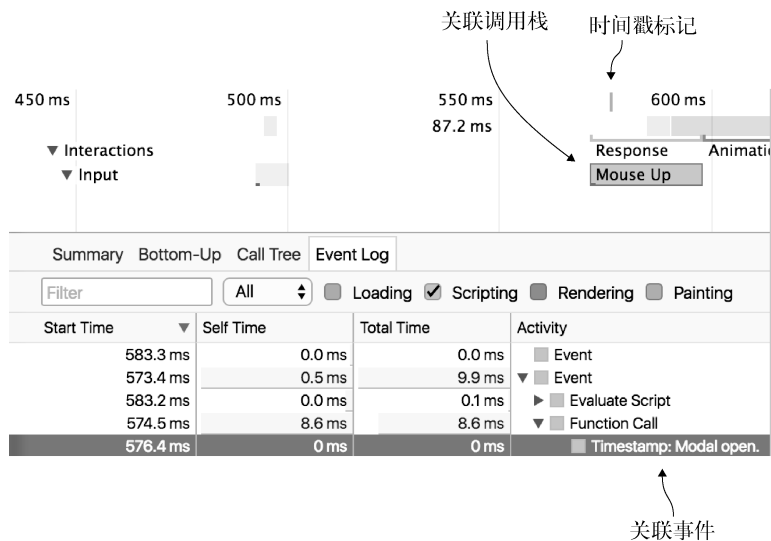 关联调用栈
时间戳标记
450 ms 500 ms 550 ms 600 ms
87.2 ms
Interactions Response Animatic
Input Mouse Up
Summary Bottom-Up Call Tree Event Log
Filter All Loading Scripting Rendering Painting
Start Time Self Time Total Time Activity
583.3 ms 0.0 ms 0.0 ms Event
573.4 ms 0.5 ms 9.9 ms Event
583.2 ms 0.0 ms 0.1 ms Evaluate Script
574.5 ms 8.6 ms 8.6 ms Function Call
576.4 ms 0 ms 0 ms Timestamp: Modal open.
关联事件